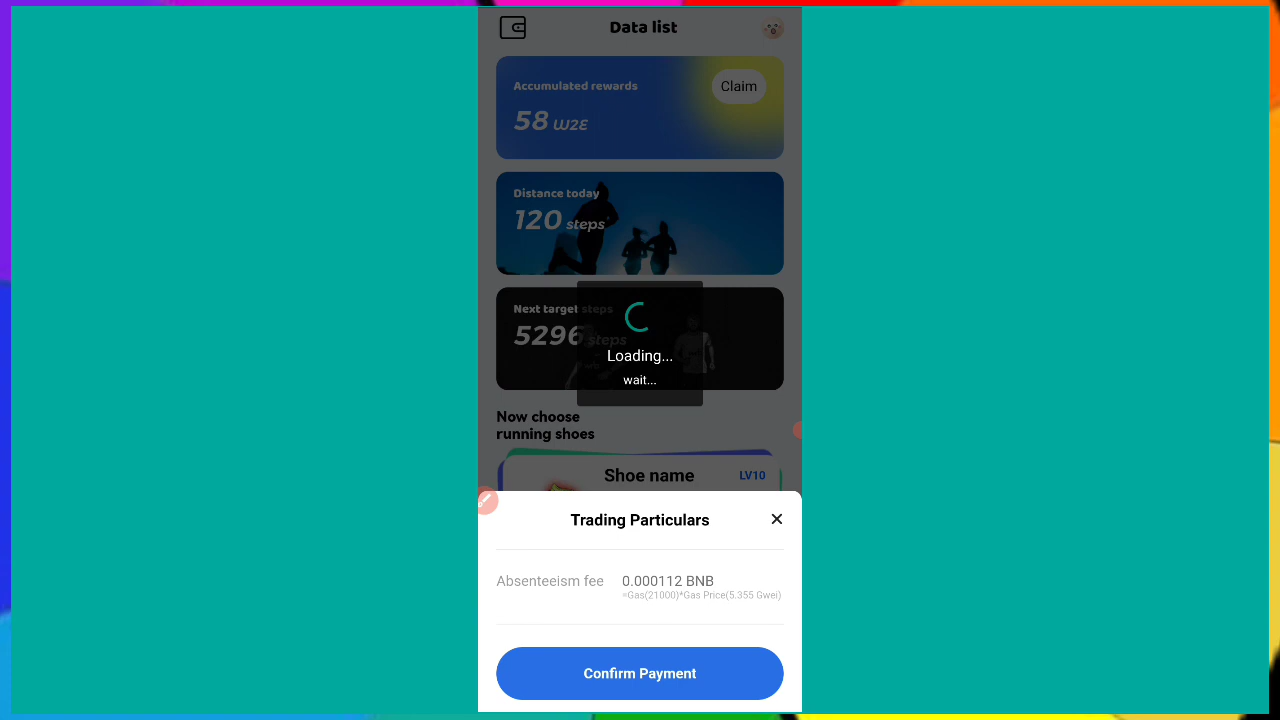 Data list
Accumulated rewards
Claim
58 W2E
Distance today
120 steps
Next target steps
5296 steps
Loading...
wait...
Now choose
running shoes
Shoe name
LV10
Trading Particulars
Absenteeism fee
0.000112 BNB
=Gas(21000)*Gas Price(5.355 Gwei)
Confirm Payment